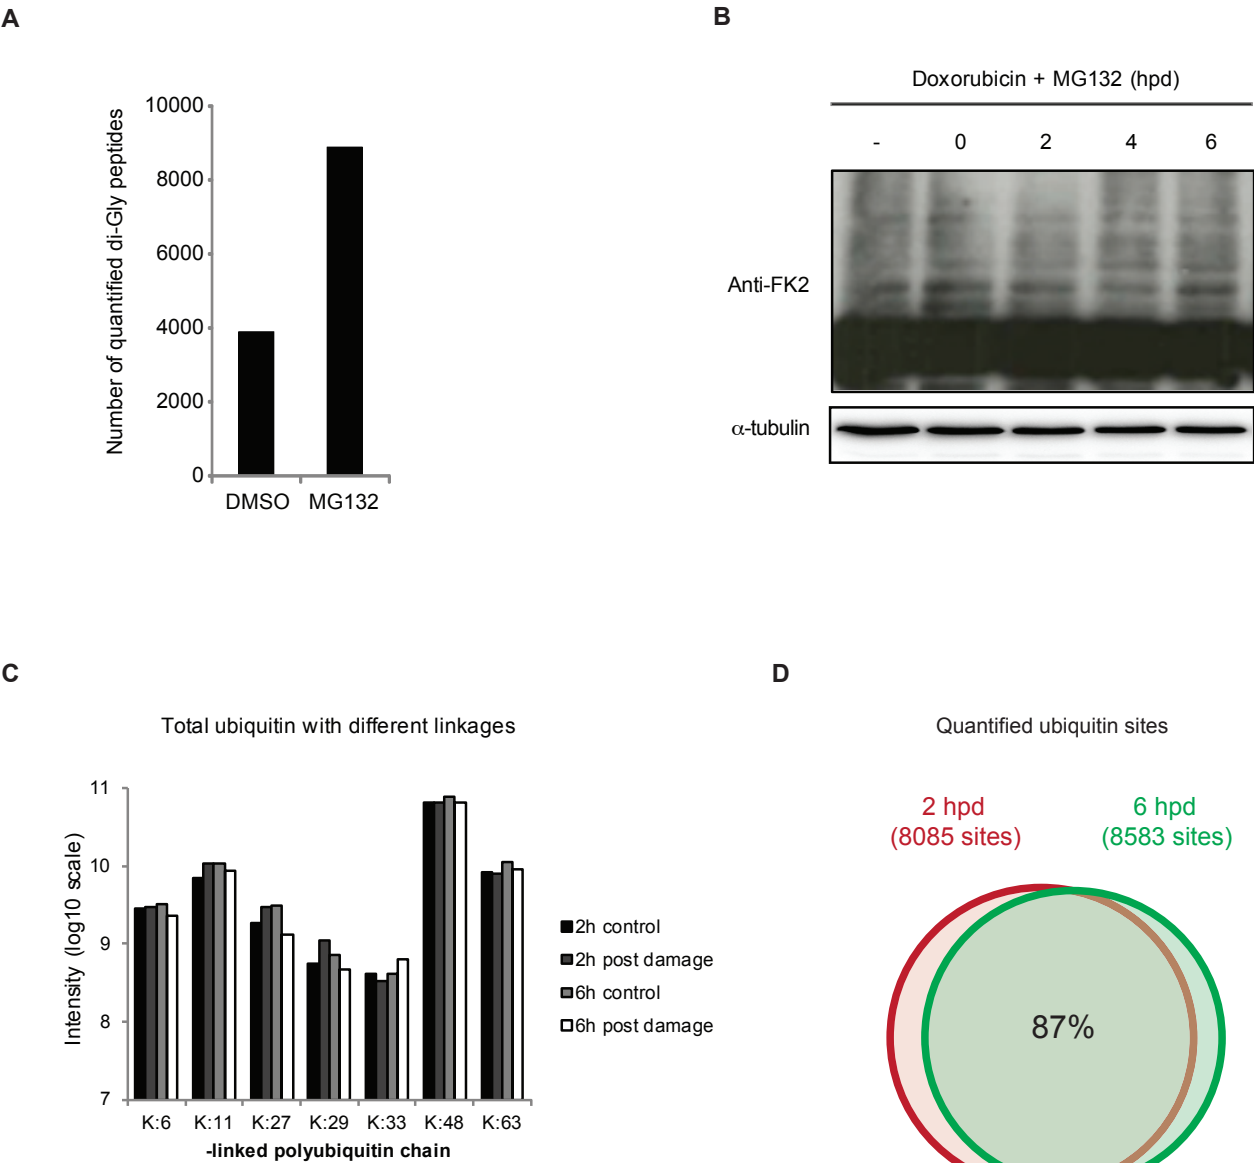 A
Number of quantified di-Gly peptides
10000
8000
6000
4000
2000
0
DMSO MG132
B
Doxorubicin + MG132 (hpd)
- 0 2 4 6
Anti-FK2
α-tubulin
C
Total ubiquitin with different linkages
Intensity (log10 scale)
11
10
9
8
7
K:6 K:11 K:27 K:29 K:33 K:48 K:63
-linked polyubiquitin chain
2h control
2h post damage
6h control
6h post damage
D
Quantified ubiquitin sites
2 hpd
(8085 sites)
6 hpd
(8583 sites)
87%